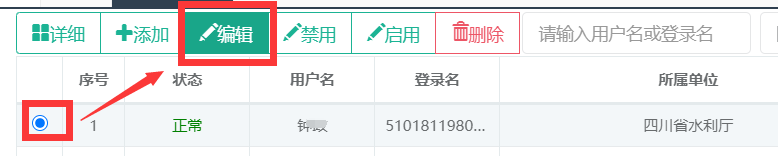 详细 添加 编辑 禁用 启用 删除 请输入用户名或登录名
序号 状态 用户名 登录名 所属单位
1 正常 钟 5101811980... 四川省水利厅